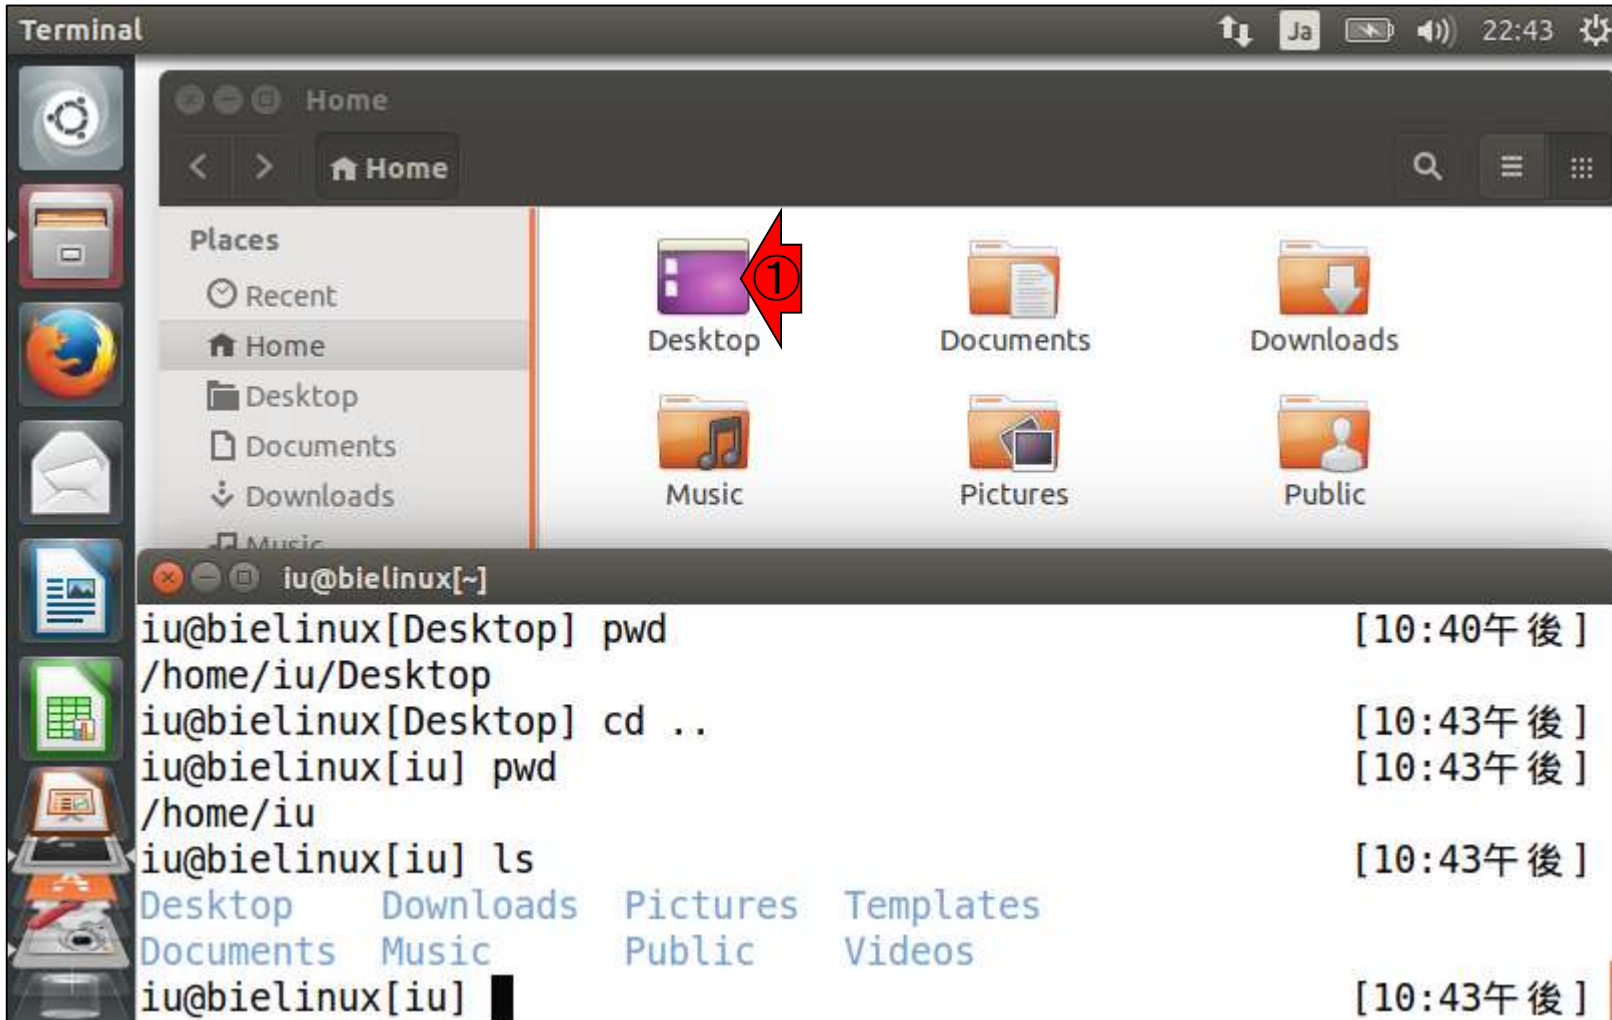 Terminal
Ja
22:43
Home
Home
Places
Recent
Home
Desktop
Documents
Downloads
Music
①
Desktop
Documents
Downloads
Music
Pictures
Public
iu@bielinux[~]
iu@bielinux[Desktop] pwd [10:40午後]
/home/iu/Desktop
iu@bielinux[Desktop] cd .. [10:43午後]
iu@bielinux[iu] pwd [10:43午後]
/home/iu
iu@bielinux[iu] ls [10:43午後]
Desktop Downloads Pictures Templates
Documents Music Public Videos
iu@bielinux[iu] [10:43午後]